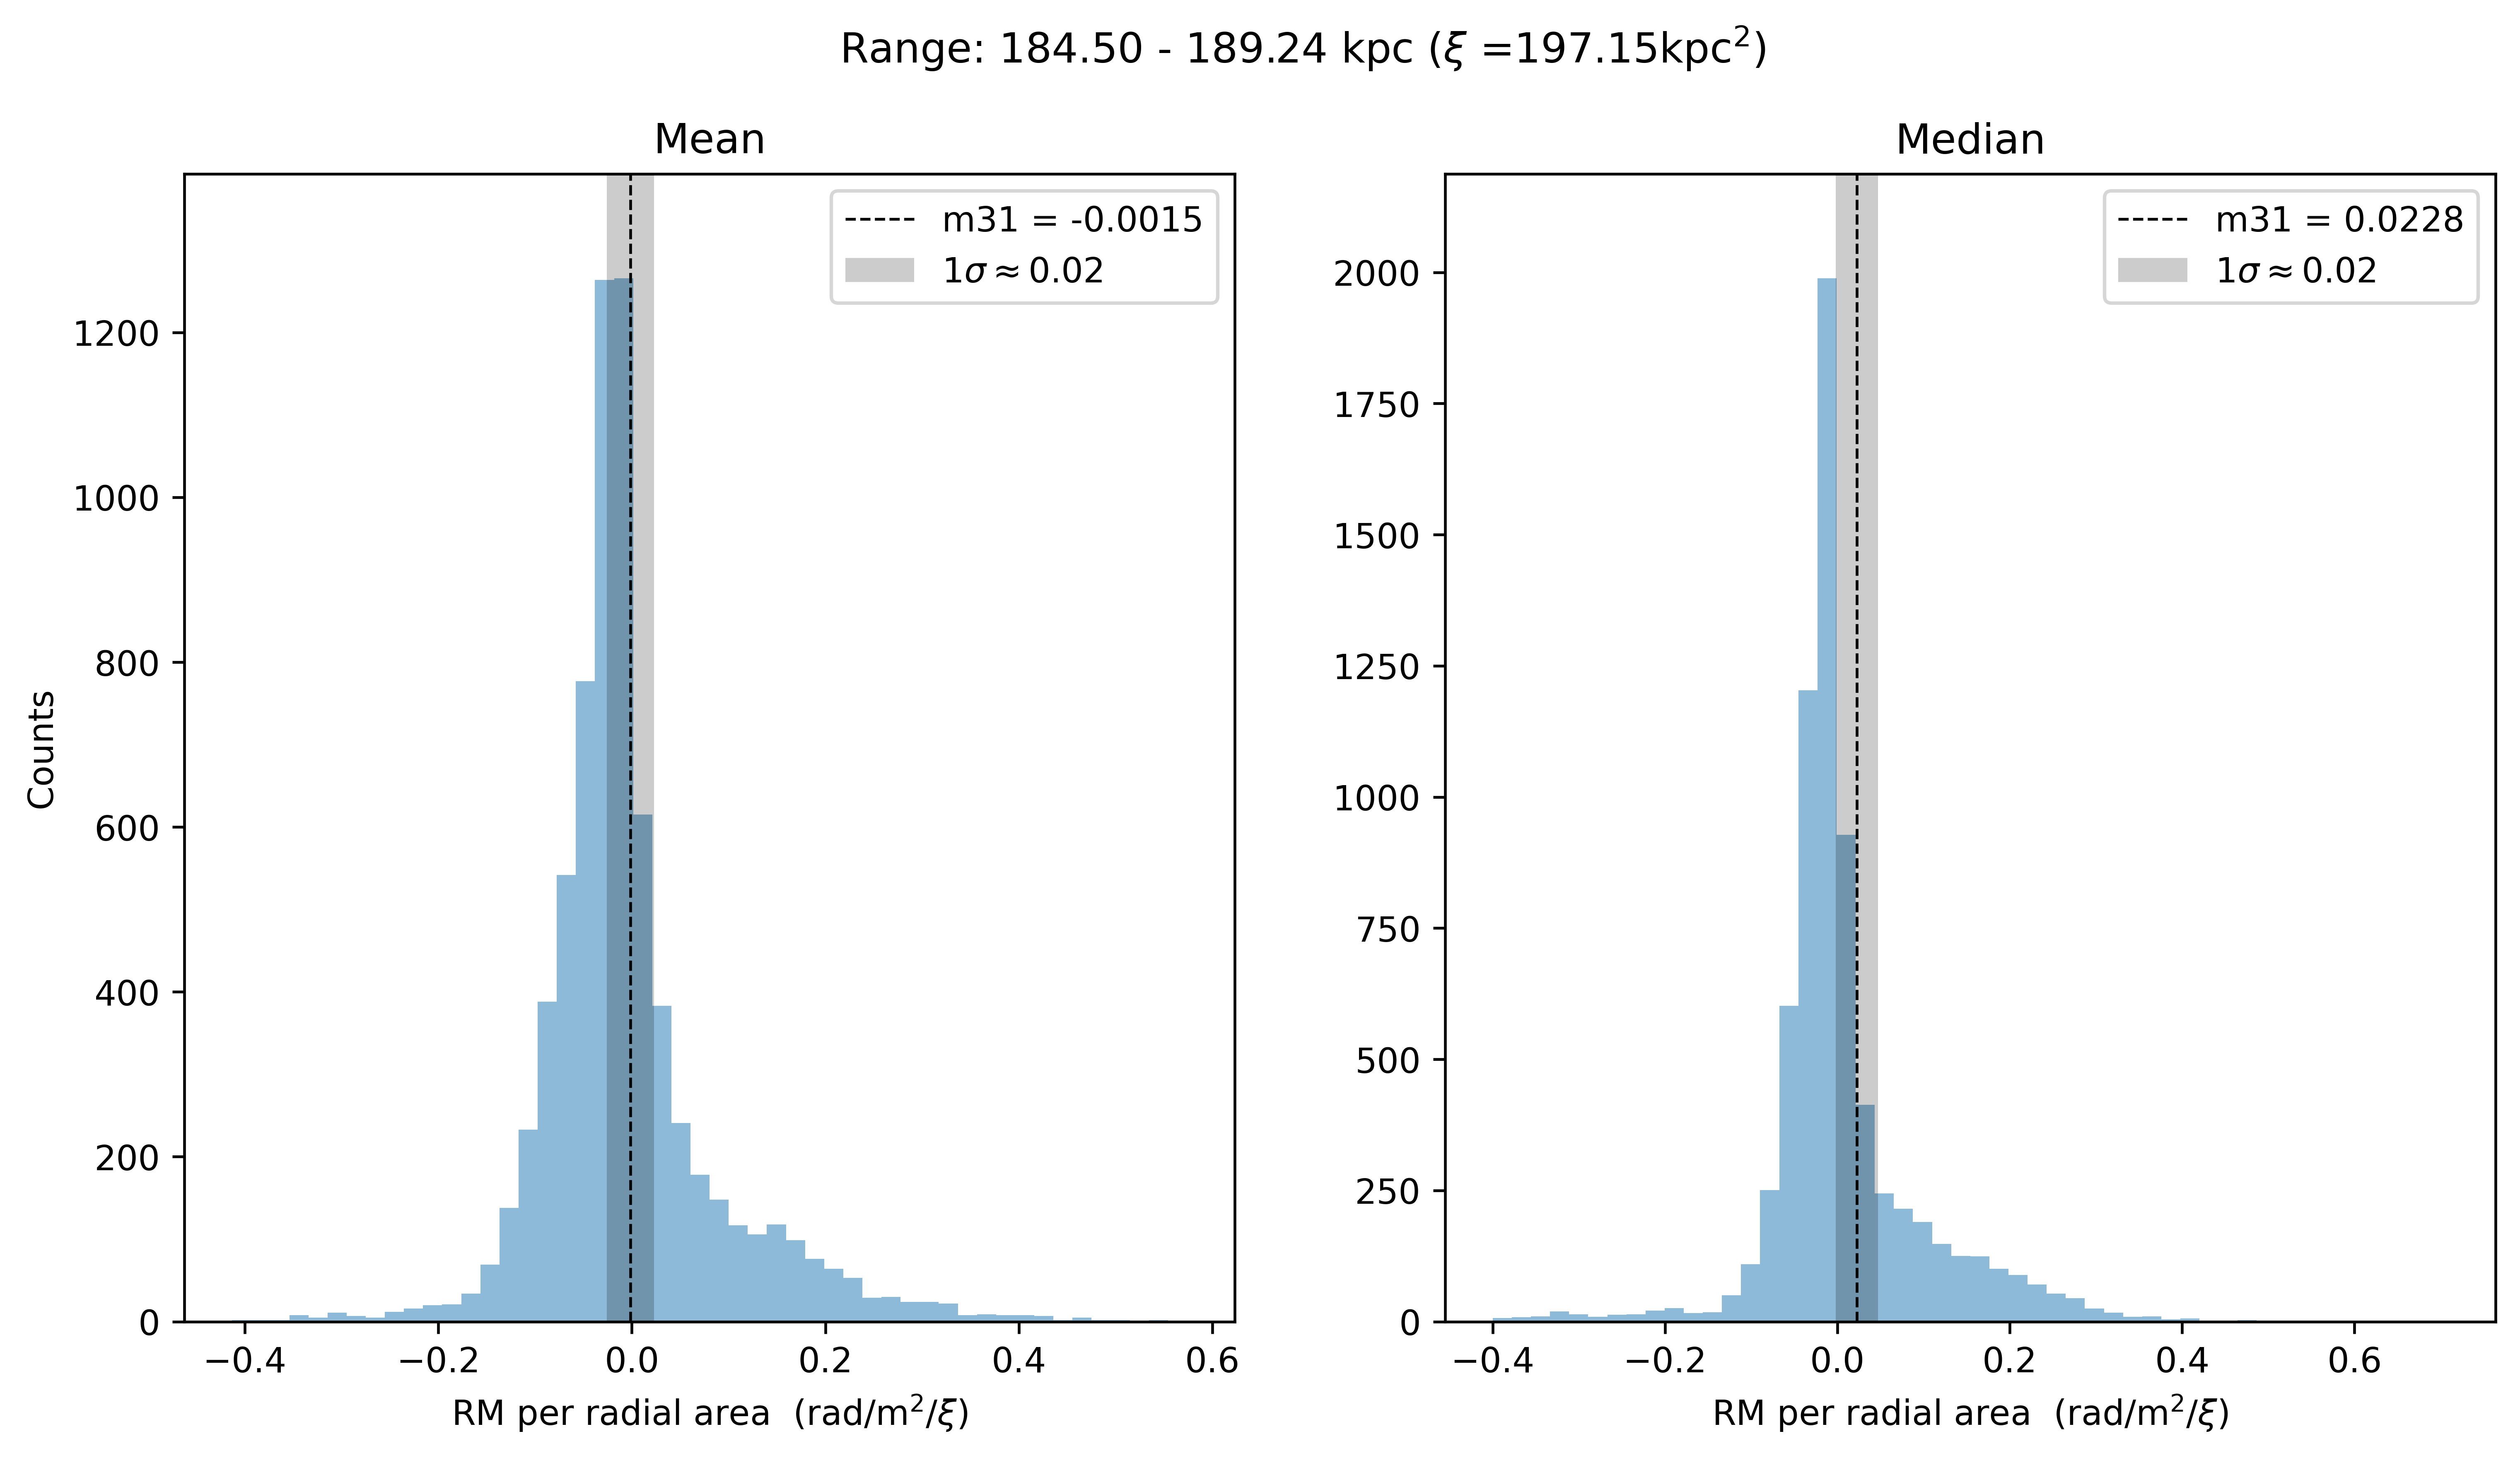 Range: 184.50 - 189.24 kpc (ξ =197.15kpc²)
Mean
m31 = -0.0015
1σ ≈ 0.02
1200
1000
800
600
400
200
0
Counts
−0.4 −0.2 0.0 0.2 0.4 0.6
RM per radial area (rad/m²/ξ)
Median
m31 = 0.0228
1σ ≈ 0.02
2000
1750
1500
1250
1000
750
500
250
0
−0.4 −0.2 0.0 0.2 0.4 0.6
RM per radial area (rad/m²/ξ)